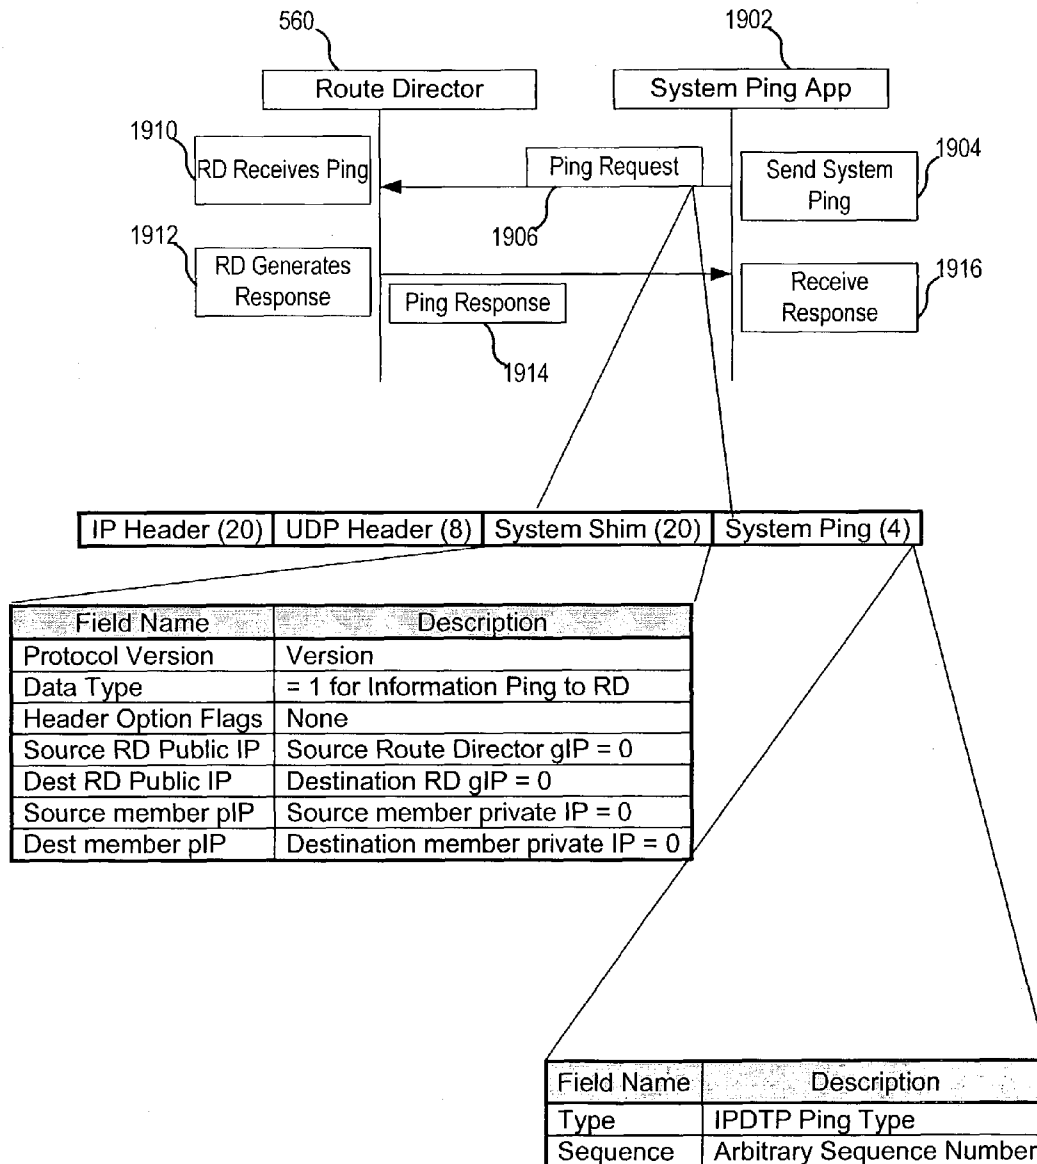 560
1902
Route Director
System Ping App
1910
RD Receives Ping
Ping Request
1904
Send System
Ping
1906
1912
RD Generates
Response
Ping Response
1916
Receive
Response
1914
IP Header (20) UDP Header (8) System Shim (20) System Ping (4)
Field Name Description
Protocol Version Version
Data Type = 1 for Information Ping to RD
Header Option Flags None
Source RD Public IP Source Route Director gIP = 0
Dest RD Public IP Destination RD gIP = 0
Source member pIP Source member private IP = 0
Dest member pIP Destination member private IP = 0
Field Name Description
Type IPDTP Ping Type
Sequence Arbitrary Sequence Number